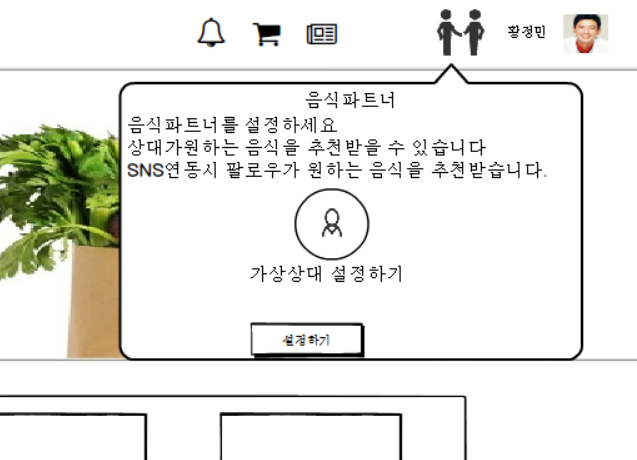 황정민
음식파트너
음식파트너를 설정하세요
상대가원하는 음식을 추천받을 수 있습니다
SNS연동시 팔로우가 원하는 음식을 추천받습니다.
가상상대 설정하기
설정하기